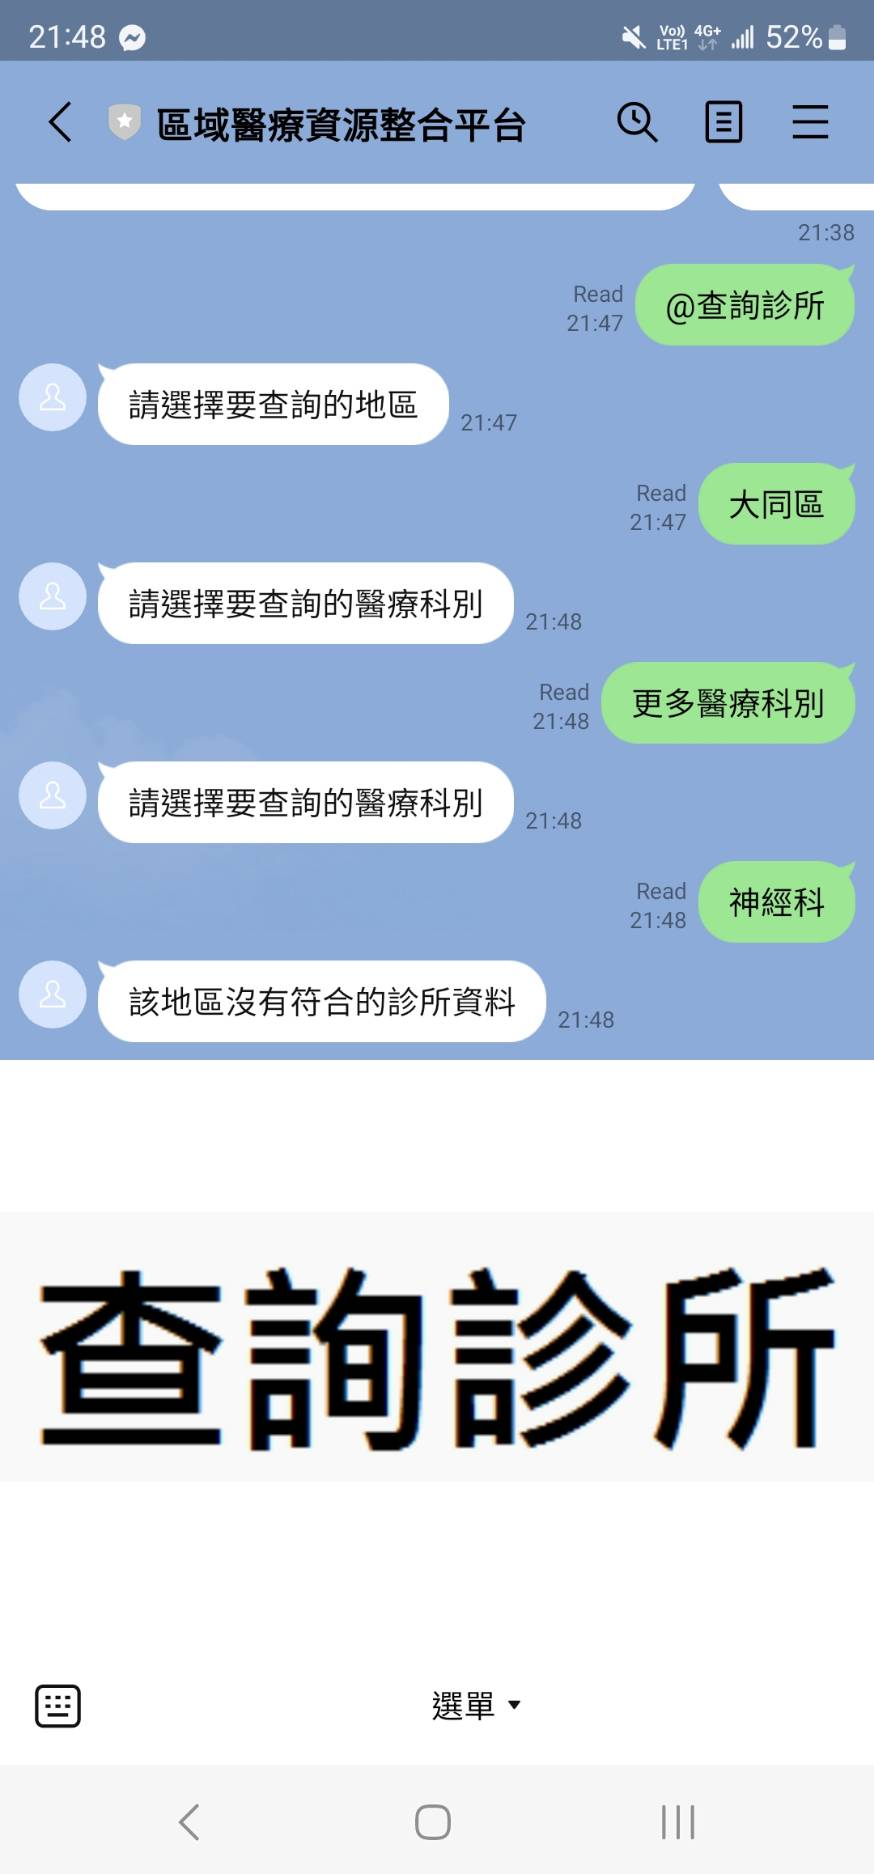 21:48
Vo)) LTE1 4G+ 52%
區域醫療資源整合平台
21:38
Read
21:47
@查詢診所
請選擇要查詢的地區
21:47
Read
21:47
大同區
請選擇要查詢的醫療科別
21:48
Read
21:48
更多醫療科別
請選擇要查詢的醫療科別
21:48
Read
21:48
神經科
該地區沒有符合的診所資料
21:48
查詢診所
選單